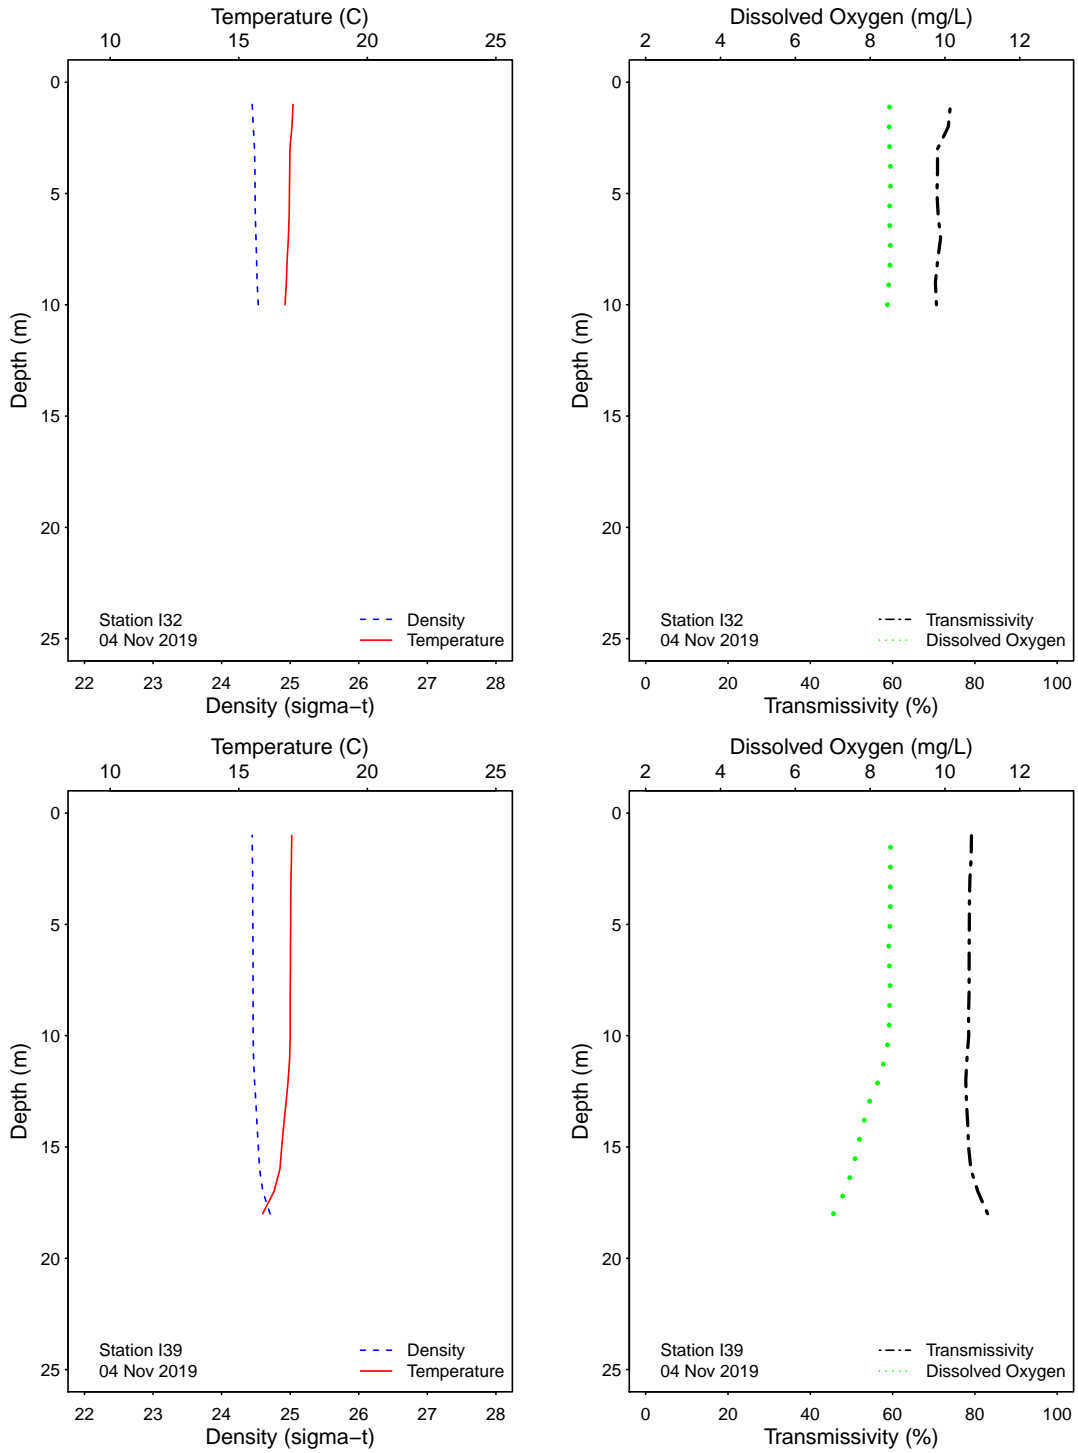 Temperature (C)
10 15 20 25
0
5
10
15
20
25
Depth (m)
Station I32
04 Nov 2019
Density
Temperature
22 23 24 25 26 27 28
Density (sigma−t)
Dissolved Oxygen (mg/L)
2 4 6 8 10 12
0
5
10
15
20
25
Depth (m)
Station I32
04 Nov 2019
Transmissivity
Dissolved Oxygen
0 20 40 60 80 100
Transmissivity (%)
Temperature (C)
10 15 20 25
0
5
10
15
20
25
Depth (m)
Station I39
04 Nov 2019
Density
Temperature
22 23 24 25 26 27 28
Density (sigma−t)
Dissolved Oxygen (mg/L)
2 4 6 8 10 12
0
5
10
15
20
25
Depth (m)
Station I39
04 Nov 2019
Transmissivity
Dissolved Oxygen
0 20 40 60 80 100
Transmissivity (%)